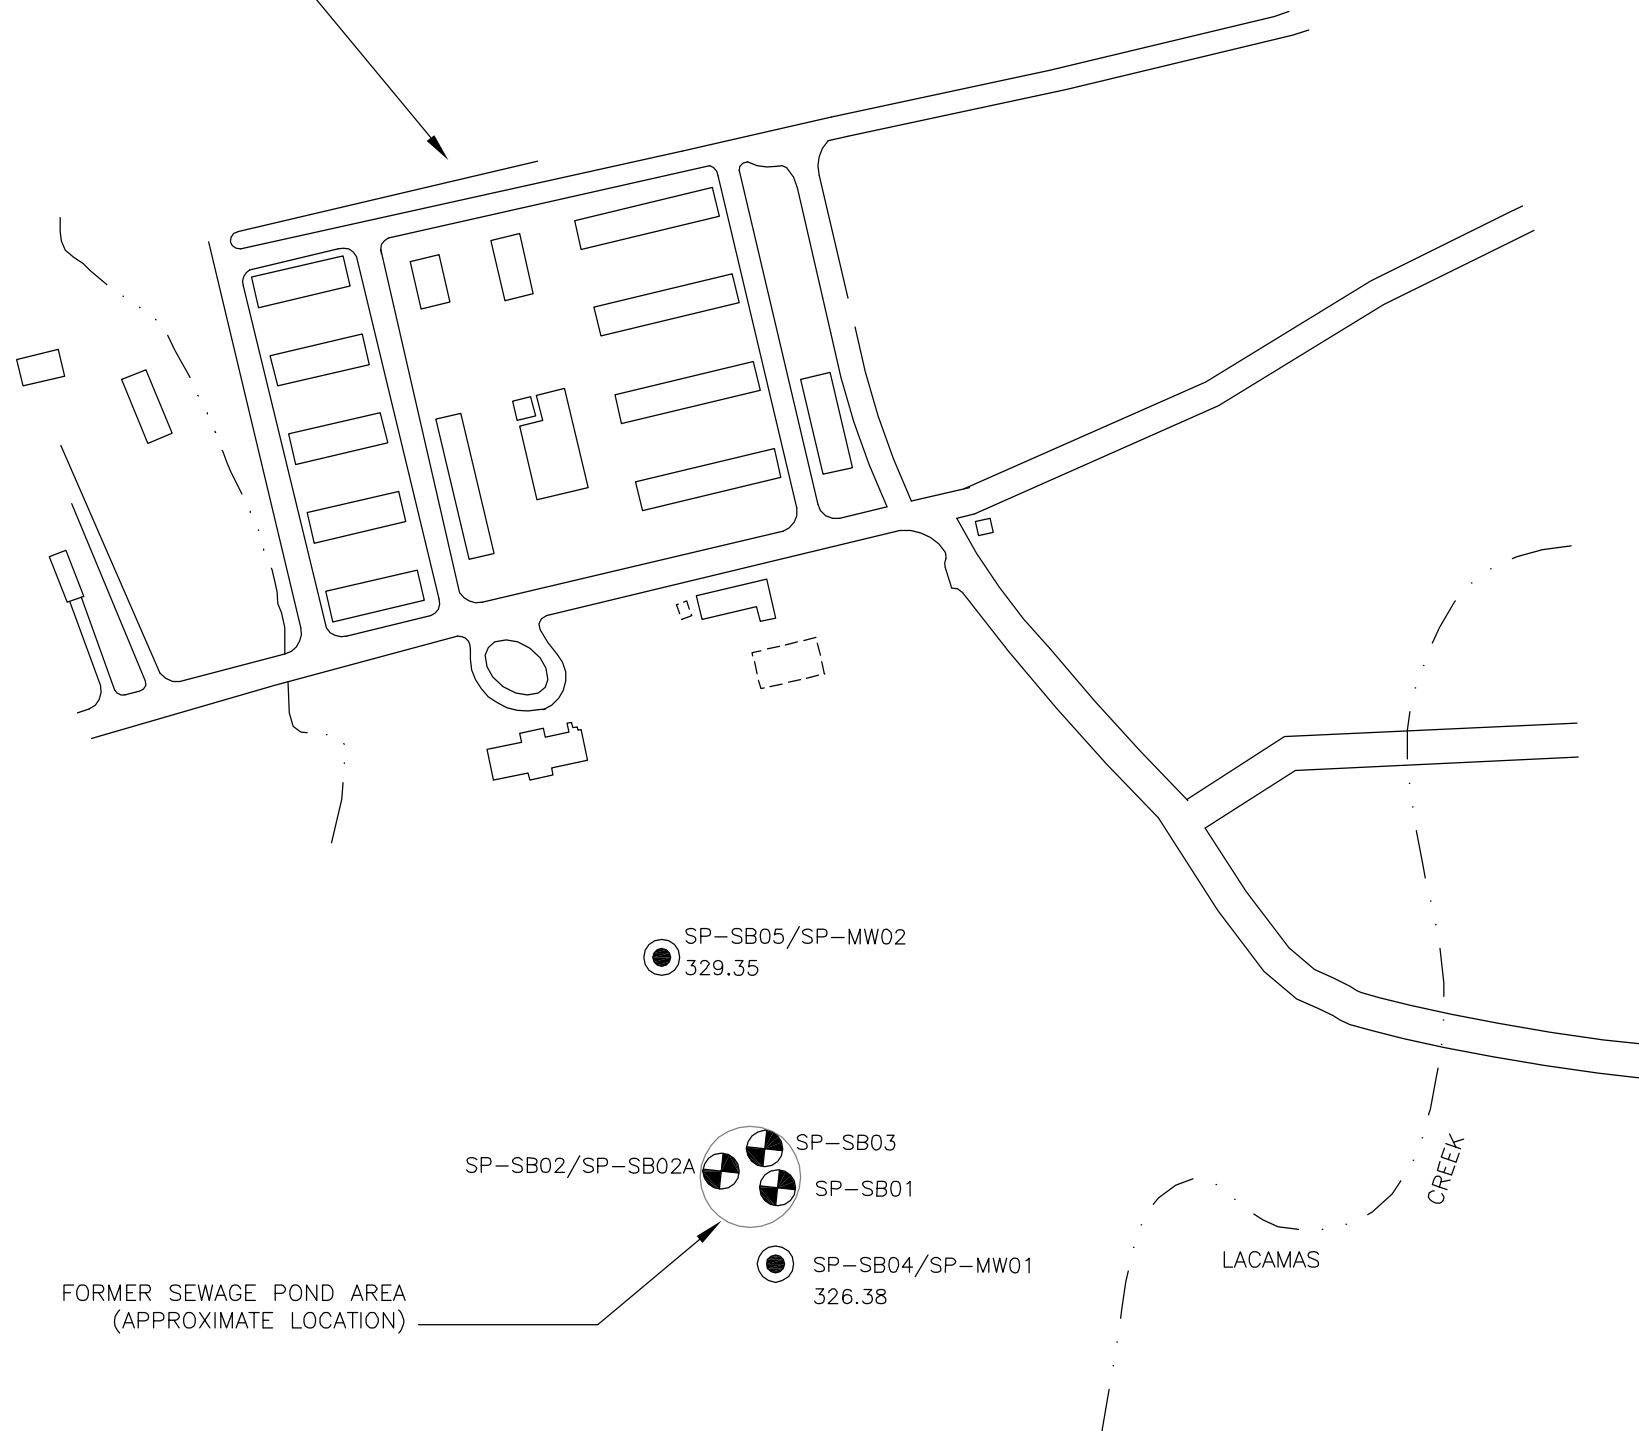 SP-SB05/SP-MW02
329.35
SP-SB03
SP-SB02/SP-SB02A
SP-SB01
CREEK
LACAMAS
SP-SB04/SP-MW01
326.38
FORMER SEWAGE POND AREA
(APPROXIMATE LOCATION)